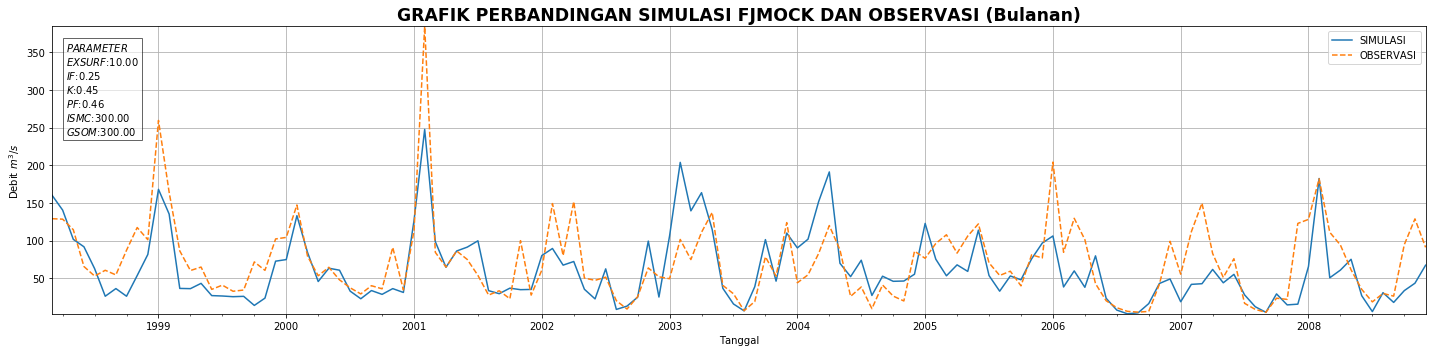 GRAFIK PERBANDINGAN SIMULASI FJMOCK DAN OBSERVASI (Bulanan)
PARAMETER
EXSURF:10.00
IF:0.25
K:0.45
PF:0.46
ISMC:300.00
GSOM:300.00
SIMULASI
OBSERVASI
Debit m³/s
350
300
250
200
150
100
50
1999 2000 2001 2002 2003 2004 2005 2006 2007 2008
Tanggal